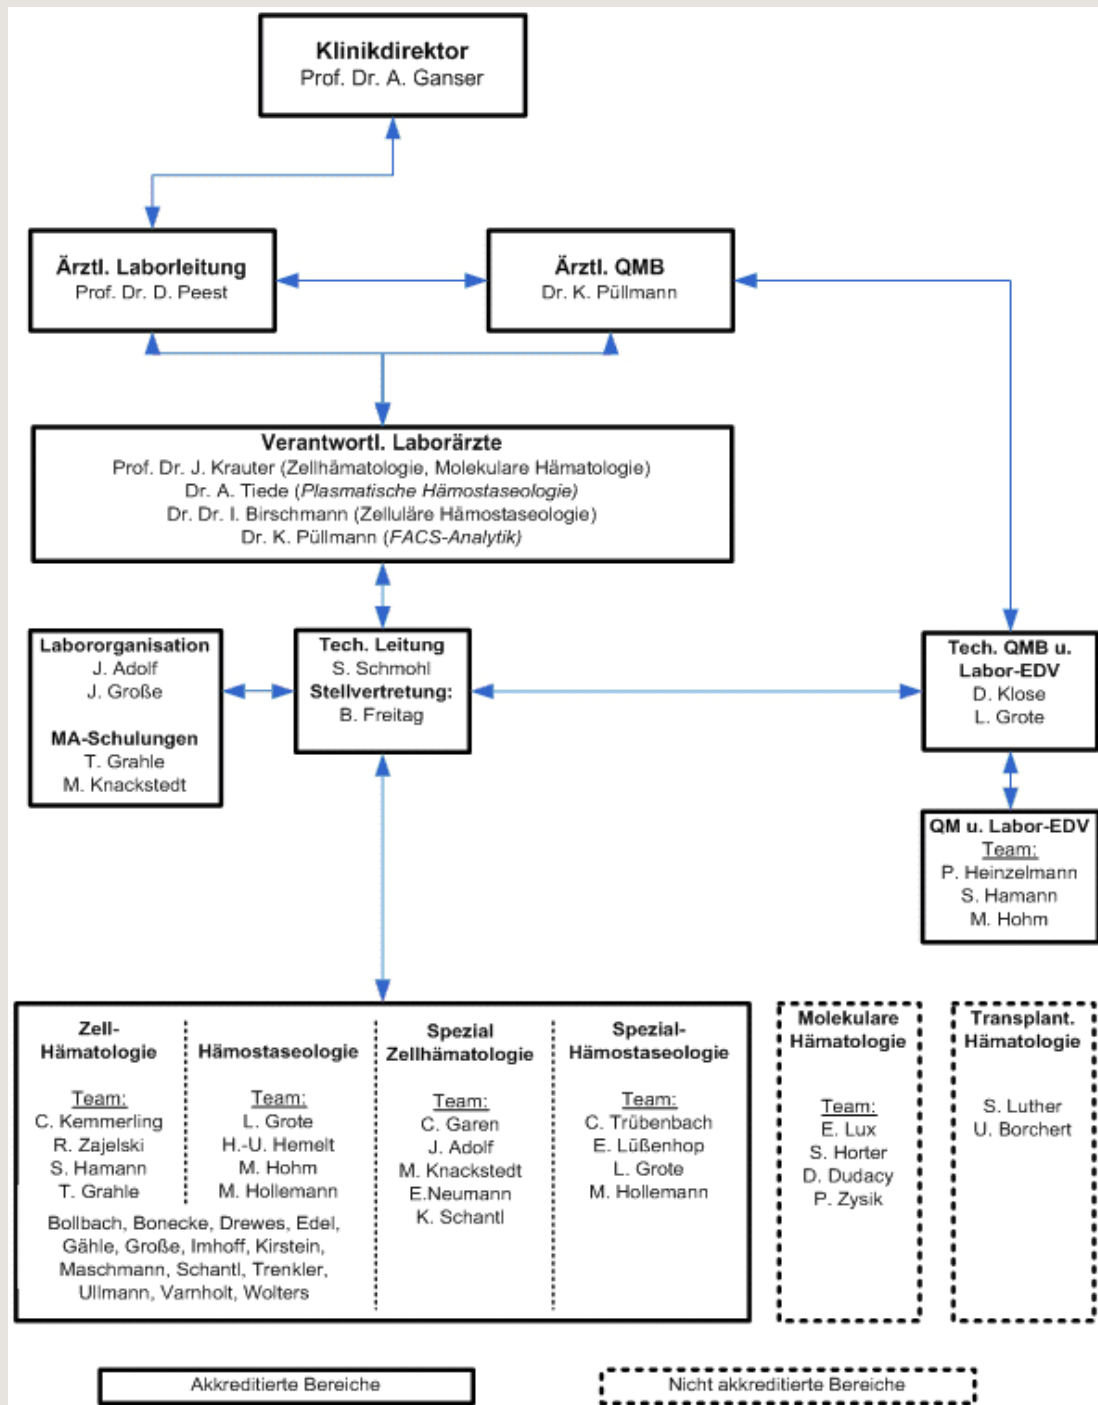 Klinikdirektor
Prof. Dr. A. Ganser
Ärztl. Laborleitung
Prof. Dr. D. Peest
Ärztl. QMB
Dr. K. Püllmann
Verantwortl. Laborärzte
Prof. Dr. J. Krauter (Zellhämatologie, Molekulare Hämatologie)
Dr. A. Tiede (Plasmatische Hämostaseologie)
Dr. Dr. I. Birschmann (Zelluläre Hämostaseologie)
Dr. K. Püllmann (FACS-Analytik)
Labororganisation
J. Adolf
J. Große
MA-Schulungen
T. Grahle
M. Knackstedt
Tech. Leitung
S. Schmohl
Stellvertretung:
B. Freitag
Tech. QMB u.
Labor-EDV
D. Klose
L. Grote
QM u. Labor-EDV
Team:
P. Heinzelmann
S. Hamann
M. Hohm
Zell-
Hämatologie
Team:
C. Kemmerling
R. Zajelski
S. Hamann
T. Grahle
Hämostaseologie
Team:
L. Grote
H.-U. Hemelt
M. Hohm
M. Hollemann
Bollbach, Bonecke, Drewes, Edel,
Gähle, Große, Imhoff, Kirstein,
Maschmann, Schantl, Trenkler,
Ullmann, Varnholt, Wolters
Spezial
Zellhämatologie
Team:
C. Garen
J. Adolf
M. Knackstedt
E.Neumann
K. Schantl
Spezial-
Hämostaseologie
Team:
C. Trübenbach
E. Lüßenhop
L. Grote
M. Hollemann
Molekulare
Hämatologie
Team:
E. Lux
S. Horter
D. Dudacy
P. Zysik
Transplant.
Hämatologie
S. Luther
U. Borchert
Akkreditierte Bereiche
Nicht akkreditierte Bereiche